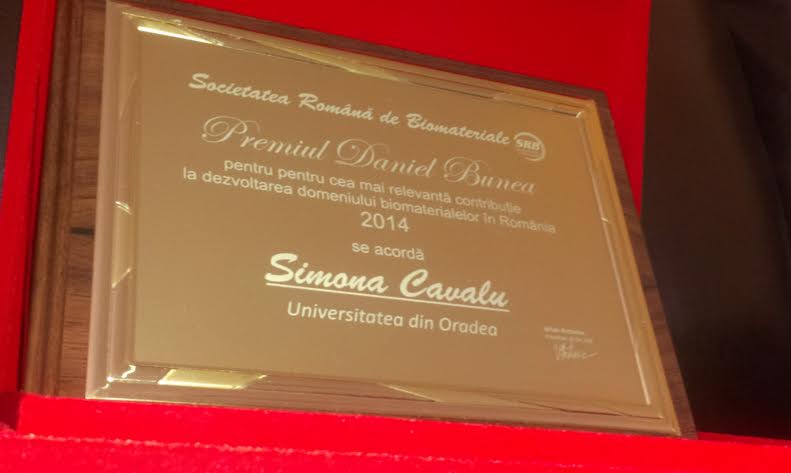 Societatea Română de Biomateriale
SRB
Premiul Daniel Bunea
pentru pentru cea mai relevantă contribuție
la dezvoltarea domeniului biomaterialelor în România
2014
se acordă
Simona Cavalu
Universitatea din Oradea